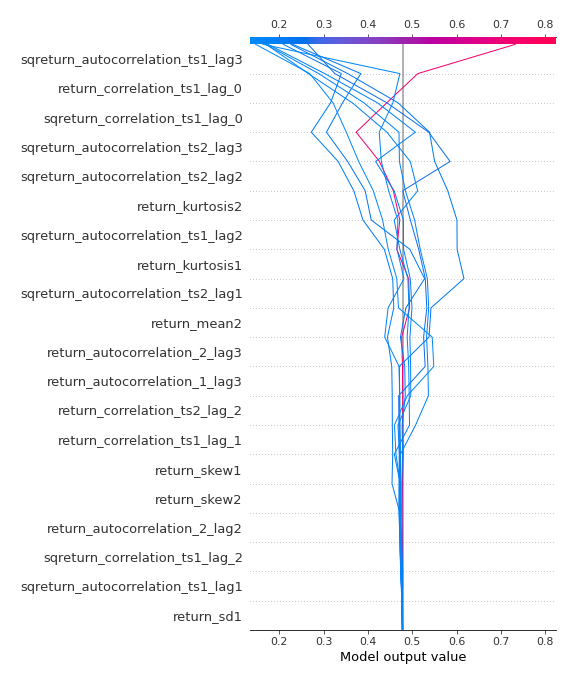 0.2 0.3 0.4 0.5 0.6 0.7 0.8
sqreturn_autocorrelation_ts1_lag3
return_correlation_ts1_lag_0
sqreturn_correlation_ts1_lag_0
sqreturn_autocorrelation_ts2_lag3
sqreturn_autocorrelation_ts2_lag2
return_kurtosis2
sqreturn_autocorrelation_ts1_lag2
return_kurtosis1
sqreturn_autocorrelation_ts2_lag1
return_mean2
return_autocorrelation_2_lag3
return_autocorrelation_1_lag3
return_correlation_ts2_lag_2
return_correlation_ts1_lag_1
return_skew1
return_skew2
return_autocorrelation_2_lag2
sqreturn_correlation_ts1_lag_2
sqreturn_autocorrelation_ts1_lag1
return_sd1
0.2 0.3 0.4 0.5 0.6 0.7 0.8
Model output value